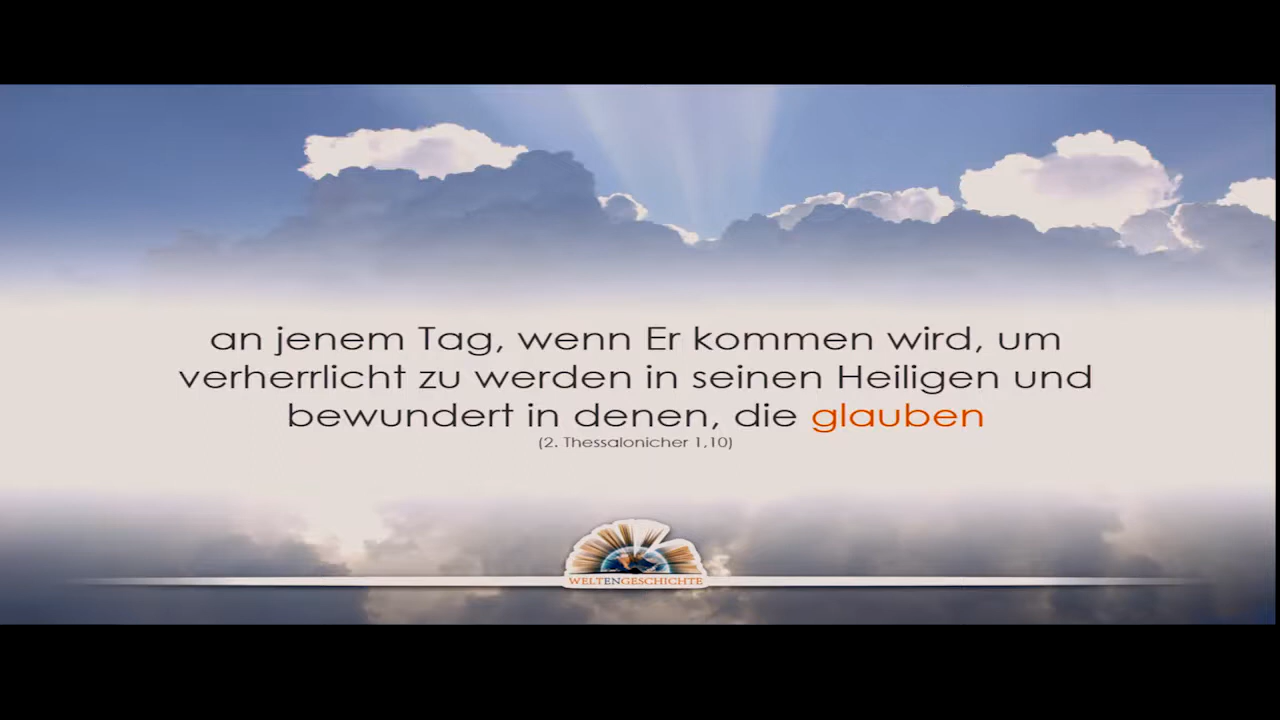 an jenem Tag, wenn Er kommen wird, um
verherrlicht zu werden in seinen Heiligen und
bewundert in denen, die glauben
(2. Thessalonicher 1,10)
WELTENGESCHICHTE